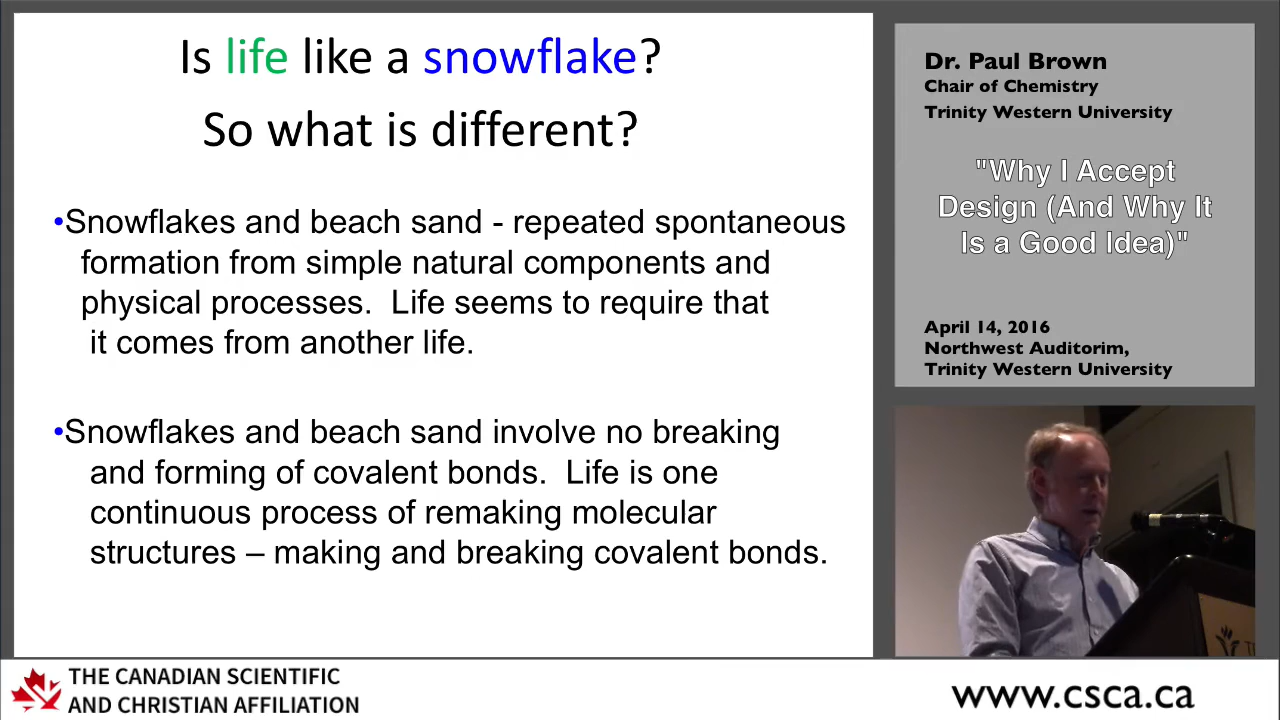 Is life like a snowflake?
So what is different?
•Snowflakes and beach sand - repeated spontaneous
formation from simple natural components and
physical processes.  Life seems to require that
it comes from another life.
•Snowflakes and beach sand involve no breaking
and forming of covalent bonds.  Life is one
continuous process of remaking molecular
structures – making and breaking covalent bonds.
Dr. Paul Brown
Chair of Chemistry
Trinity Western University
"Why I Accept
Design (And Why It
Is a Good Idea)"
April 14, 2016
Northwest Auditorim,
Trinity Western University
THE CANADIAN SCIENTIFIC
AND CHRISTIAN AFFILIATION
www.csca.ca